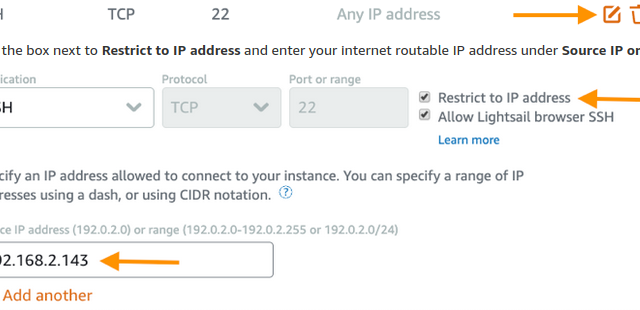 H TCP 22 Any IP address
the box next to Restrict to IP address and enter your internet routable IP address under Source IP or
ication Protocol Port or range
SH TCP 22 Restrict to IP address
Allow Lightsail browser SSH
Learn more
cify an IP address allowed to connect to your instance. You can specify a range of IP
resses using a dash, or using CIDR notation. ?
ce IP address (192.0.2.0) or range (192.0.2.0-192.0.2.255 or 192.0.2.0/24)
92.168.2.143
Add another